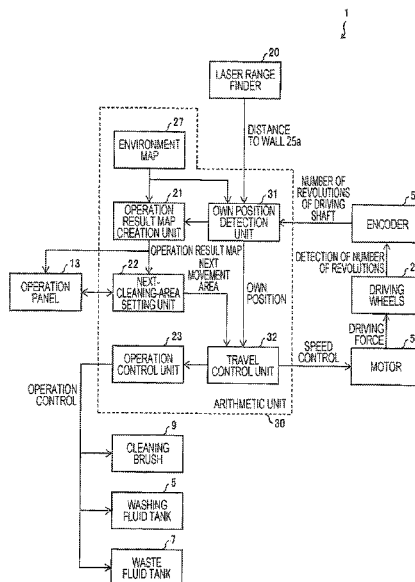 1
20
LASER RANGE
FINDER
27
ENVIRONMENT
MAP
DISTANCE
TO WALL 25a
21
OPERATION
RESULT MAP
CREATION UNIT
31
OWN POSITION
DETECTION
UNIT
NUMBER OF
REVOLUTIONS
OF DRIVING
SHAFT
ENCODER
OPERATION RESULT MAP
DETECTION
OF NUMBER
OF REVOLUTIONS
13
OPERATION
PANEL
22
NEXT-
CLEANING-AREA
SETTING UNIT
NEXT
MOVEMENT
AREA
OWN
POSITION
DRIVING
WHEELS
23
OPERATION
CONTROL UNIT
32
TRAVEL
CONTROL UNIT
SPEED
CONTROL
DRIVING
FORCE
MOTOR
OPERATION
CONTROL
ARITHMETIC UNIT
30
9
CLEANING
BRUSH
WASHING
FLUID TANK
7
WASTE
FLUID TANK